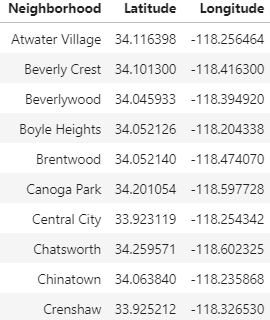 Neighborhood Latitude Longitude
Atwater Village 34.116398 -118.256464
Beverly Crest 34.101300 -118.416300
Beverlywood 34.045933 -118.394920
Boyle Heights 34.052126 -118.204338
Brentwood 34.052140 -118.474070
Canoga Park 34.201054 -118.597728
Central City 33.923119 -118.254342
Chatsworth 34.259571 -118.602325
Chinatown 34.063840 -118.235868
Crenshaw 33.925212 -118.326530